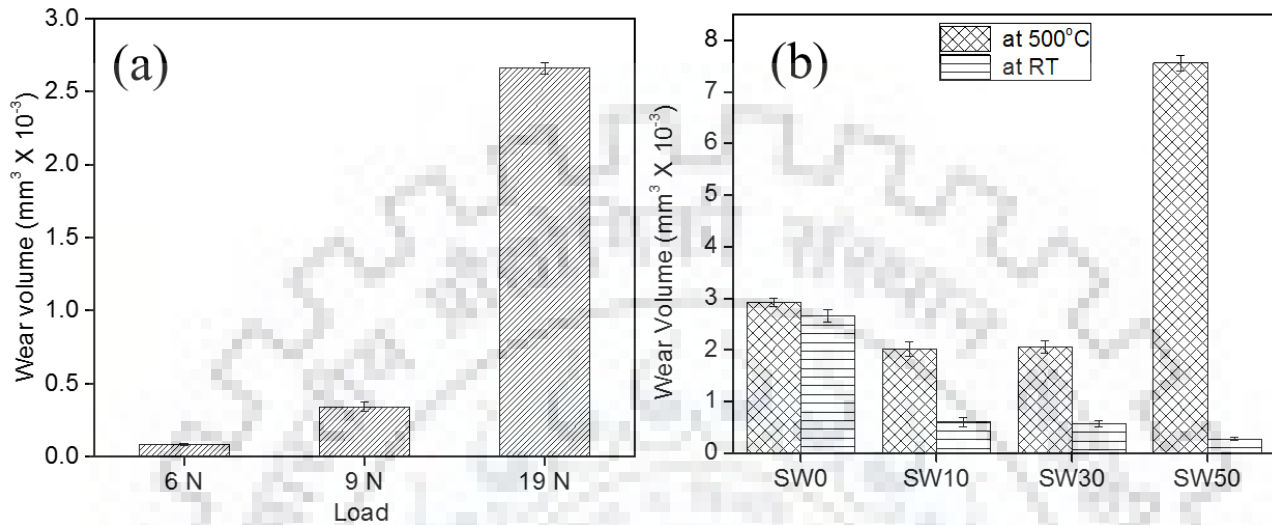 (a)
3.0
2.5
2.0
1.5
1.0
0.5
0.0
Wear volume (mm³ X 10⁻³)
6 N 9 N 19 N
Load
(b)
at 500°C
at RT
8
7
6
5
4
3
2
1
0
Wear Volume (mm³ X 10⁻³)
SW0 SW10 SW30 SW50